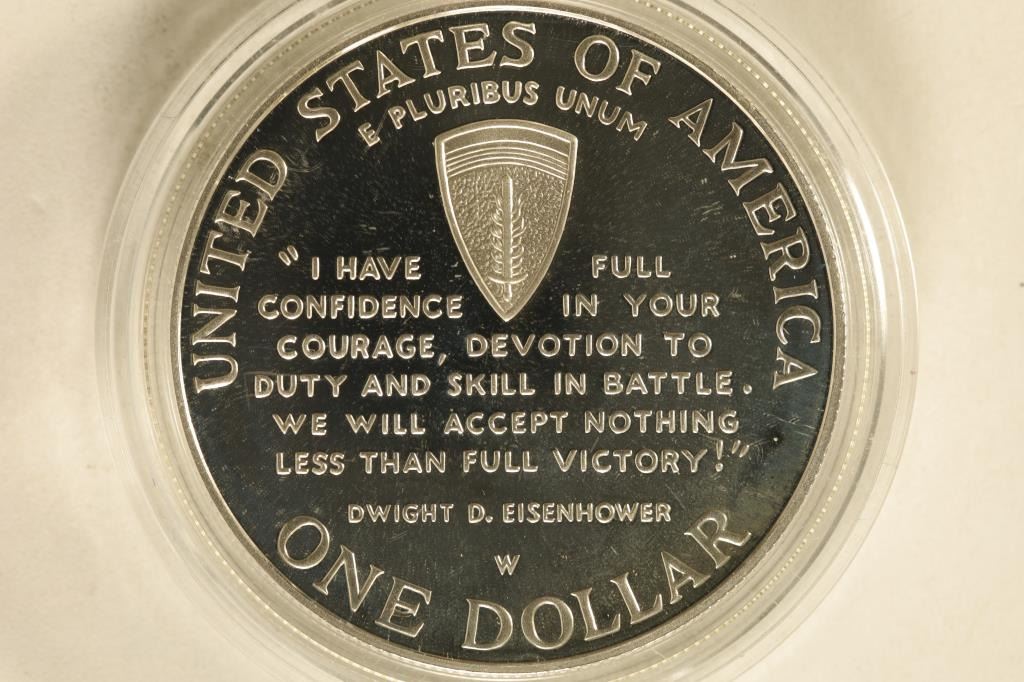 UNITED STATES OF AMERICA
E PLURIBUS UNUM
"I HAVE FULL
CONFIDENCE IN YOUR
COURAGE, DEVOTION TO
DUTY AND SKILL IN BATTLE.
WE WILL ACCEPT NOTHING
LESS THAN FULL VICTORY!"
DWIGHT D. EISENHOWER
W
ONE DOLLAR